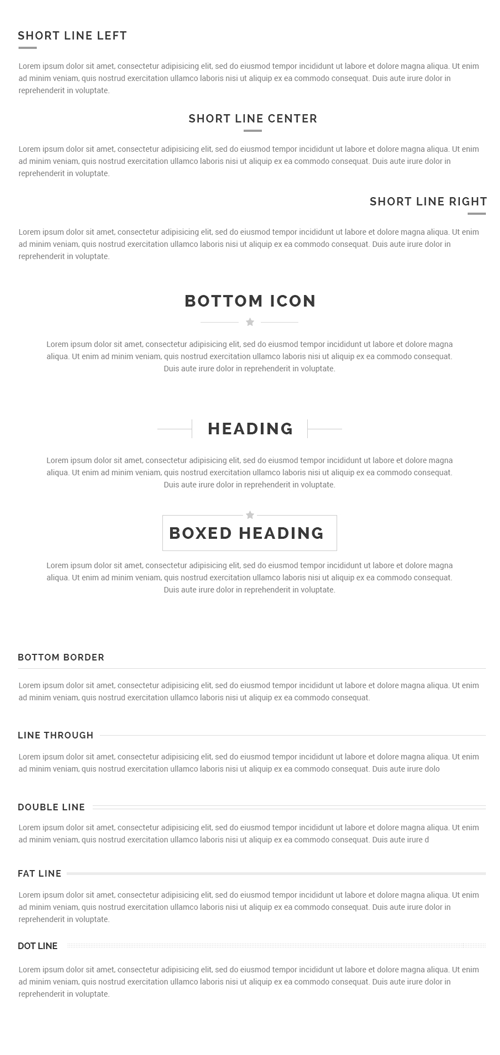 SHORT LINE LEFT
Lorem ipsum dolor sit amet, consectetur adipisicing elit, sed do eiusmod tempor incididunt ut labore et dolore magna aliqua. Ut enim
ad minim veniam, quis nostrud exercitation ullamco laboris nisi ut aliquip ex ea commodo consequat. Duis aute irure dolor in
reprehenderit in voluptate.
SHORT LINE CENTER
Lorem ipsum dolor sit amet, consectetur adipisicing elit, sed do eiusmod tempor incididunt ut labore et dolore magna aliqua. Ut enim
ad minim veniam, quis nostrud exercitation ullamco laboris nisi ut aliquip ex ea commodo consequat. Duis aute irure dolor in
reprehenderit in voluptate.
SHORT LINE RIGHT
Lorem ipsum dolor sit amet, consectetur adipisicing elit, sed do eiusmod tempor incididunt ut labore et dolore magna aliqua. Ut enim
ad minim veniam, quis nostrud exercitation ullamco laboris nisi ut aliquip ex ea commodo consequat. Duis aute irure dolor in
reprehenderit in voluptate.
BOTTOM ICON
Lorem ipsum dolor sit amet, consectetur adipisicing elit, sed do eiusmod tempor incididunt ut labore et dolore magna
aliqua. Ut enim ad minim veniam, quis nostrud exercitation ullamco laboris nisi ut aliquip ex ea commodo consequat.
Duis aute irure dolor in reprehenderit in voluptate.
HEADING
Lorem ipsum dolor sit amet, consectetur adipisicing elit, sed do eiusmod tempor incididunt ut labore et dolore magna
aliqua. Ut enim ad minim veniam, quis nostrud exercitation ullamco laboris nisi ut aliquip ex ea commodo consequat.
Duis aute irure dolor in reprehenderit in voluptate.
BOXED HEADING
Lorem ipsum dolor sit amet, consectetur adipisicing elit, sed do eiusmod tempor incididunt ut labore et dolore magna
aliqua. Ut enim ad minim veniam, quis nostrud exercitation ullamco laboris nisi ut aliquip ex ea commodo consequat.
Duis aute irure dolor in reprehenderit in voluptate.
BOTTOM BORDER
Lorem ipsum dolor sit amet, consectetur adipisicing elit, sed do eiusmod tempor incididunt ut labore et dolore magna aliqua. Ut enim
ad minim veniam, quis nostrud exercitation ullamco laboris nisi ut aliquip ex ea commodo consequat.
LINE THROUGH
Lorem ipsum dolor sit amet, consectetur adipisicing elit, sed do eiusmod tempor incididunt ut labore et dolore magna aliqua. Ut enim
ad minim veniam, quis nostrud exercitation ullamco laboris nisi ut aliquip ex ea commodo consequat. Duis aute irure dolo
DOUBLE LINE
Lorem ipsum dolor sit amet, consectetur adipisicing elit, sed do eiusmod tempor incididunt ut labore et dolore magna aliqua. Ut enim
ad minim veniam, quis nostrud exercitation ullamco laboris nisi ut aliquip ex ea commodo consequat. Duis aute irure d
FAT LINE
Lorem ipsum dolor sit amet, consectetur adipisicing elit, sed do eiusmod tempor incididunt ut labore et dolore magna aliqua. Ut enim
ad minim veniam, quis nostrud exercitation ullamco laboris nisi ut aliquip ex ea commodo consequat. Duis aute irure dolor in
reprehenderit in voluptate.
DOT LINE
Lorem ipsum dolor sit amet, consectetur adipisicing elit, sed do eiusmod tempor incididunt ut labore et dolore magna aliqua. Ut enim
ad minim veniam, quis nostrud exercitation ullamco laboris nisi ut aliquip ex ea commodo consequat. Duis aute irure dolor in
reprehenderit in voluptate.